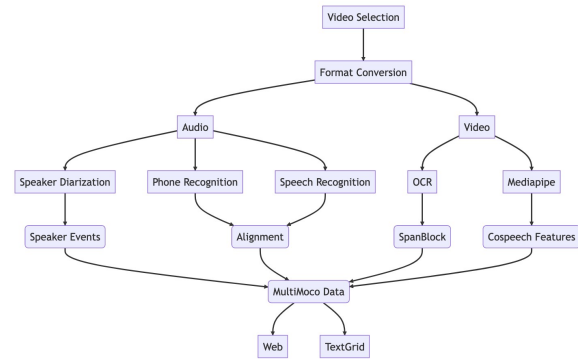 Video Selection
Format Conversion
Audio
Video
Speaker Diarization
Phone Recognition
Speech Recognition
OCR
Mediapipe
Speaker Events
Alignment
SpanBlock
Cospeech Features
MultiMoco Data
Web
TextGrid